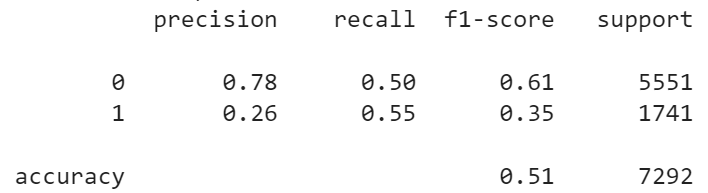 precision recall f1-score support
0 0.78 0.50 0.61 5551
1 0.26 0.55 0.35 1741
accuracy 0.51 7292